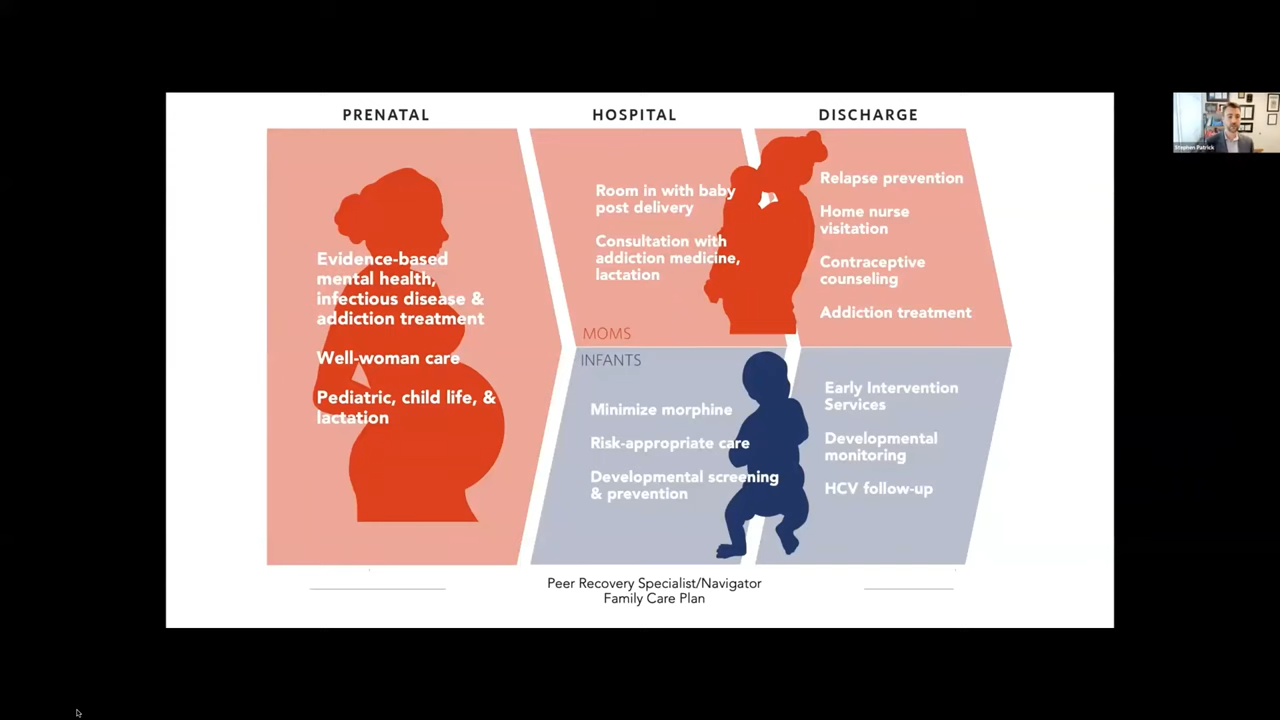 PRENATAL
HOSPITAL
DISCHARGE
Evidence-based
mental health,
infectious disease &
addiction treatment
Well-woman care
Pediatric, child life, &
lactation
Room in with baby
post delivery
Consultation with
addiction medicine,
lactation
MOMS
Relapse prevention
Home nurse
visitation
Contraceptive
counseling
Addiction treatment
INFANTS
Minimize morphine
Risk-appropriate care
Developmental screening
& prevention
Early Intervention
Services
Developmental
monitoring
HCV follow-up
Peer Recovery Specialist/Navigator
Family Care Plan
Stephen Patrick